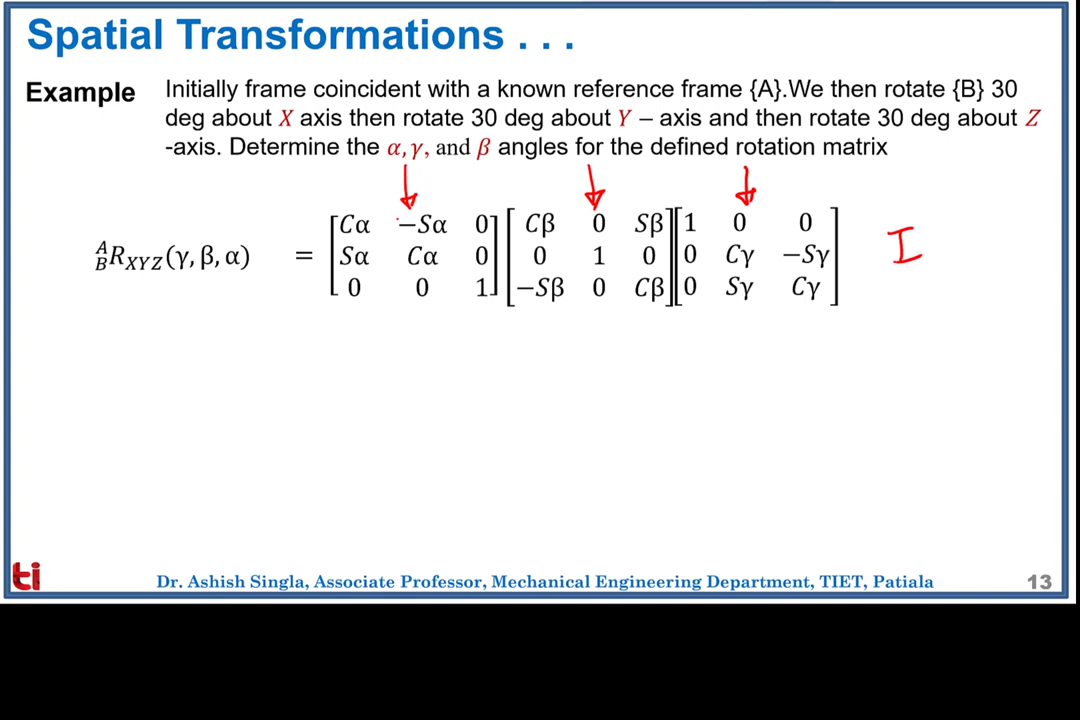 Spatial Transformations . . .
Example Initially frame coincident with a known reference frame {A}.We then rotate {B} 30
deg about X axis then rotate 30 deg about Y – axis and then rotate 30 deg about Z
-axis. Determine the α, γ, and β angles for the defined rotation matrix
[Cα −Sα 0] [Cβ 0 Sβ] [1 0 0]
ᴬ_B R_XYZ(γ, β, α) = [Sα Cα 0] [0 1 0] [0 Cγ −Sγ] I
[0 0 1] [−Sβ 0 Cβ] [0 Sγ Cγ]
ti Dr. Ashish Singla, Associate Professor, Mechanical Engineering Department, TIET, Patiala 13